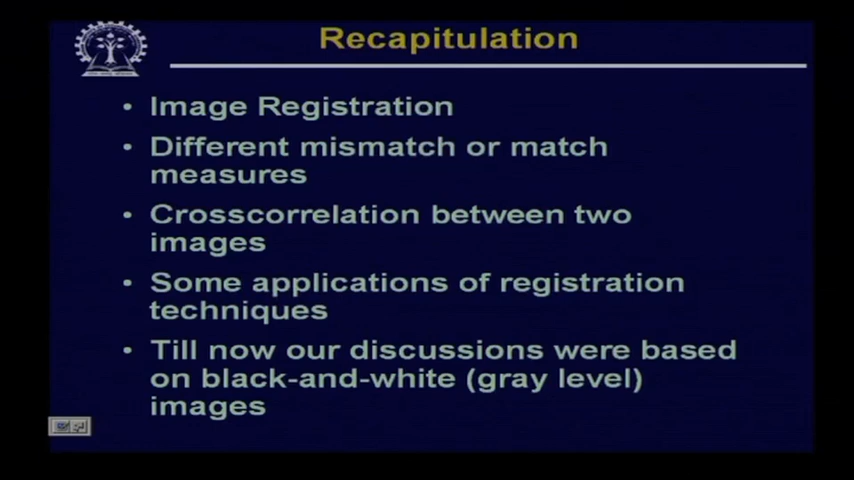 Recapitulation
• Image Registration
• Different mismatch or match
measures
• Crosscorrelation between two
images
• Some applications of registration
techniques
• Till now our discussions were based
on black-and-white (gray level)
images